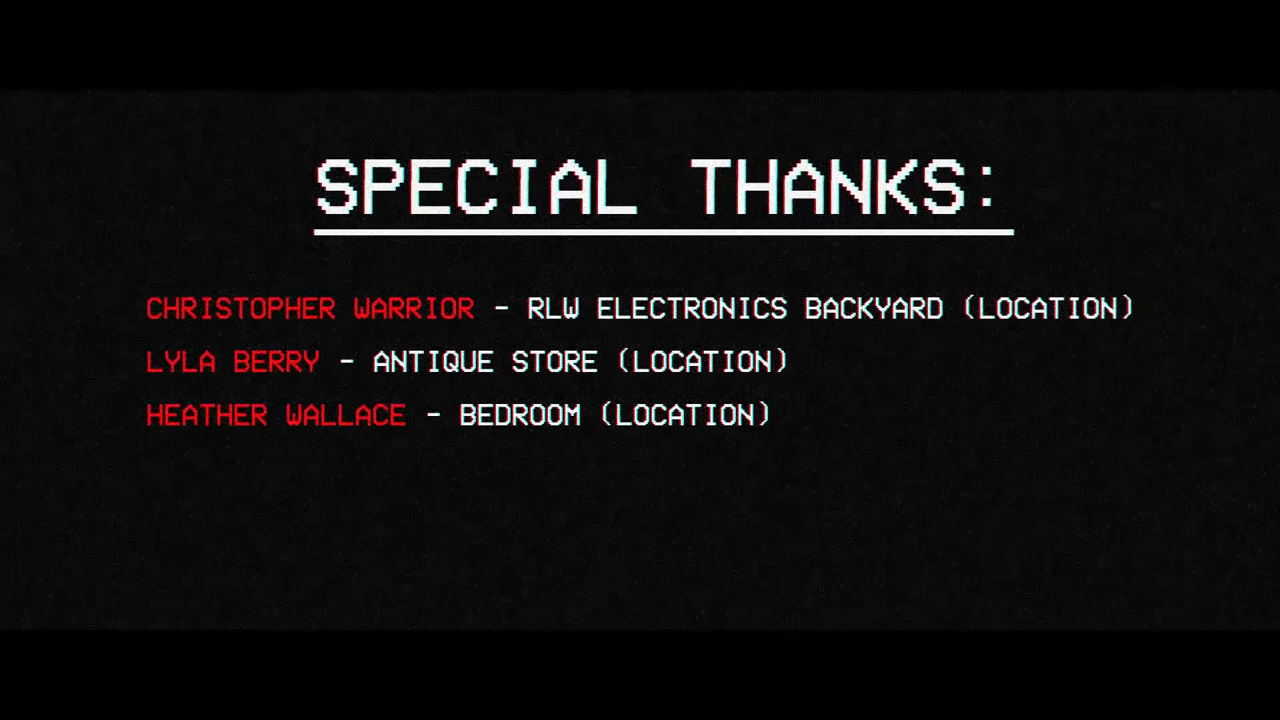 SPECIAL THANKS:
CHRISTOPHER WARRIOR - RLW ELECTRONICS BACKYARD (LOCATION)
LYLA BERRY - ANTIQUE STORE (LOCATION)
HEATHER WALLACE - BEDROOM (LOCATION)